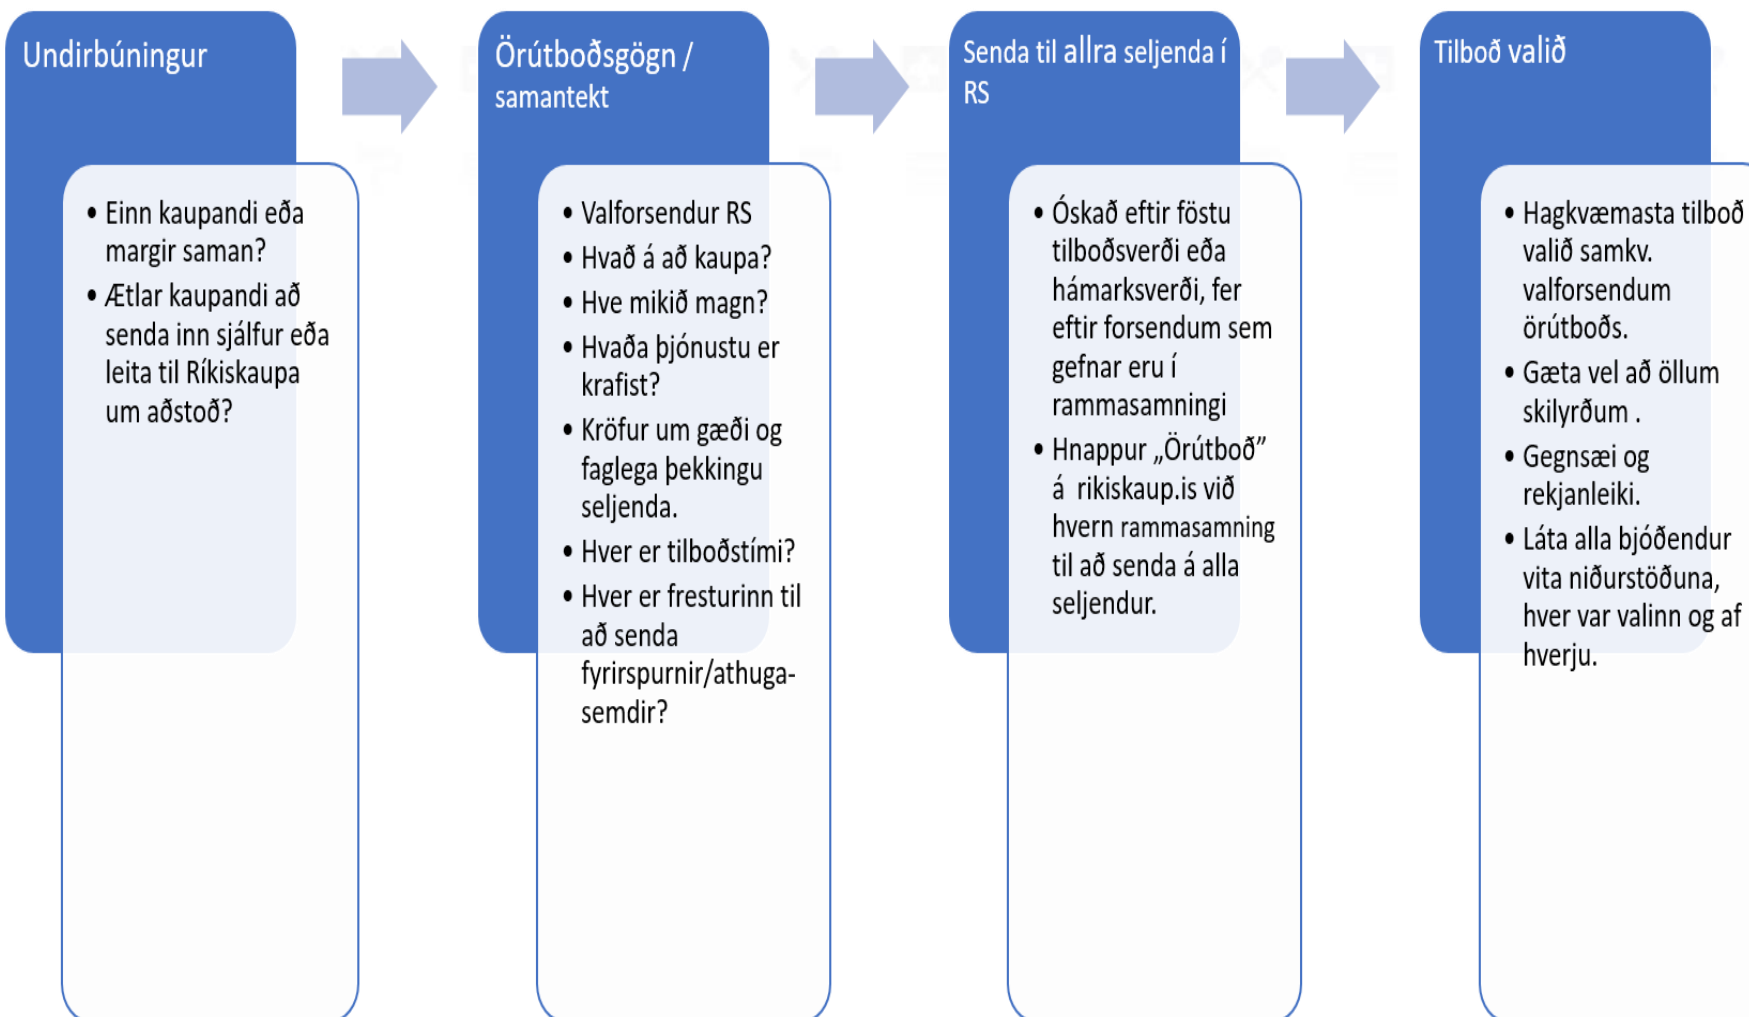 Undirbúningur
• Einn kaupandi eða
margir saman?
• Ætlar kaupandi að
senda inn sjálfur eða
leita til Ríkiskaupa
um aðstoð?
Örútboðsgögn /
samantekt
• Valforsendur RS
• Hvað á að kaupa?
• Hve mikið magn?
• Hvaða þjónustu er
krafist?
• Kröfur um gæði og
faglega þekkingu
seljenda.
• Hver er tilboðstími?
• Hver er fresturinn til
að senda
fyrirspurnir/athuga-
semdir?
Senda til allra seljenda í
RS
• Óskað eftir föstu
tilboðsverði eða
hámarksverði, fer
eftir forsendum sem
gefnar eru í
rammasamningi
• Hnappur „Örútboð”
á  rikiskaup.is við
hvern rammasamning
til að senda á alla
seljendur.
Tilboð valið
• Hagkvæmasta tilboð
valið samkv.
valforsendum
örútboðs.
• Gæta vel að öllum
skilyrðum .
• Gegnsæi og
rekjanleiki.
• Láta alla bjóðendur
vita niðurstöðuna,
hver var valinn og af
hverju.